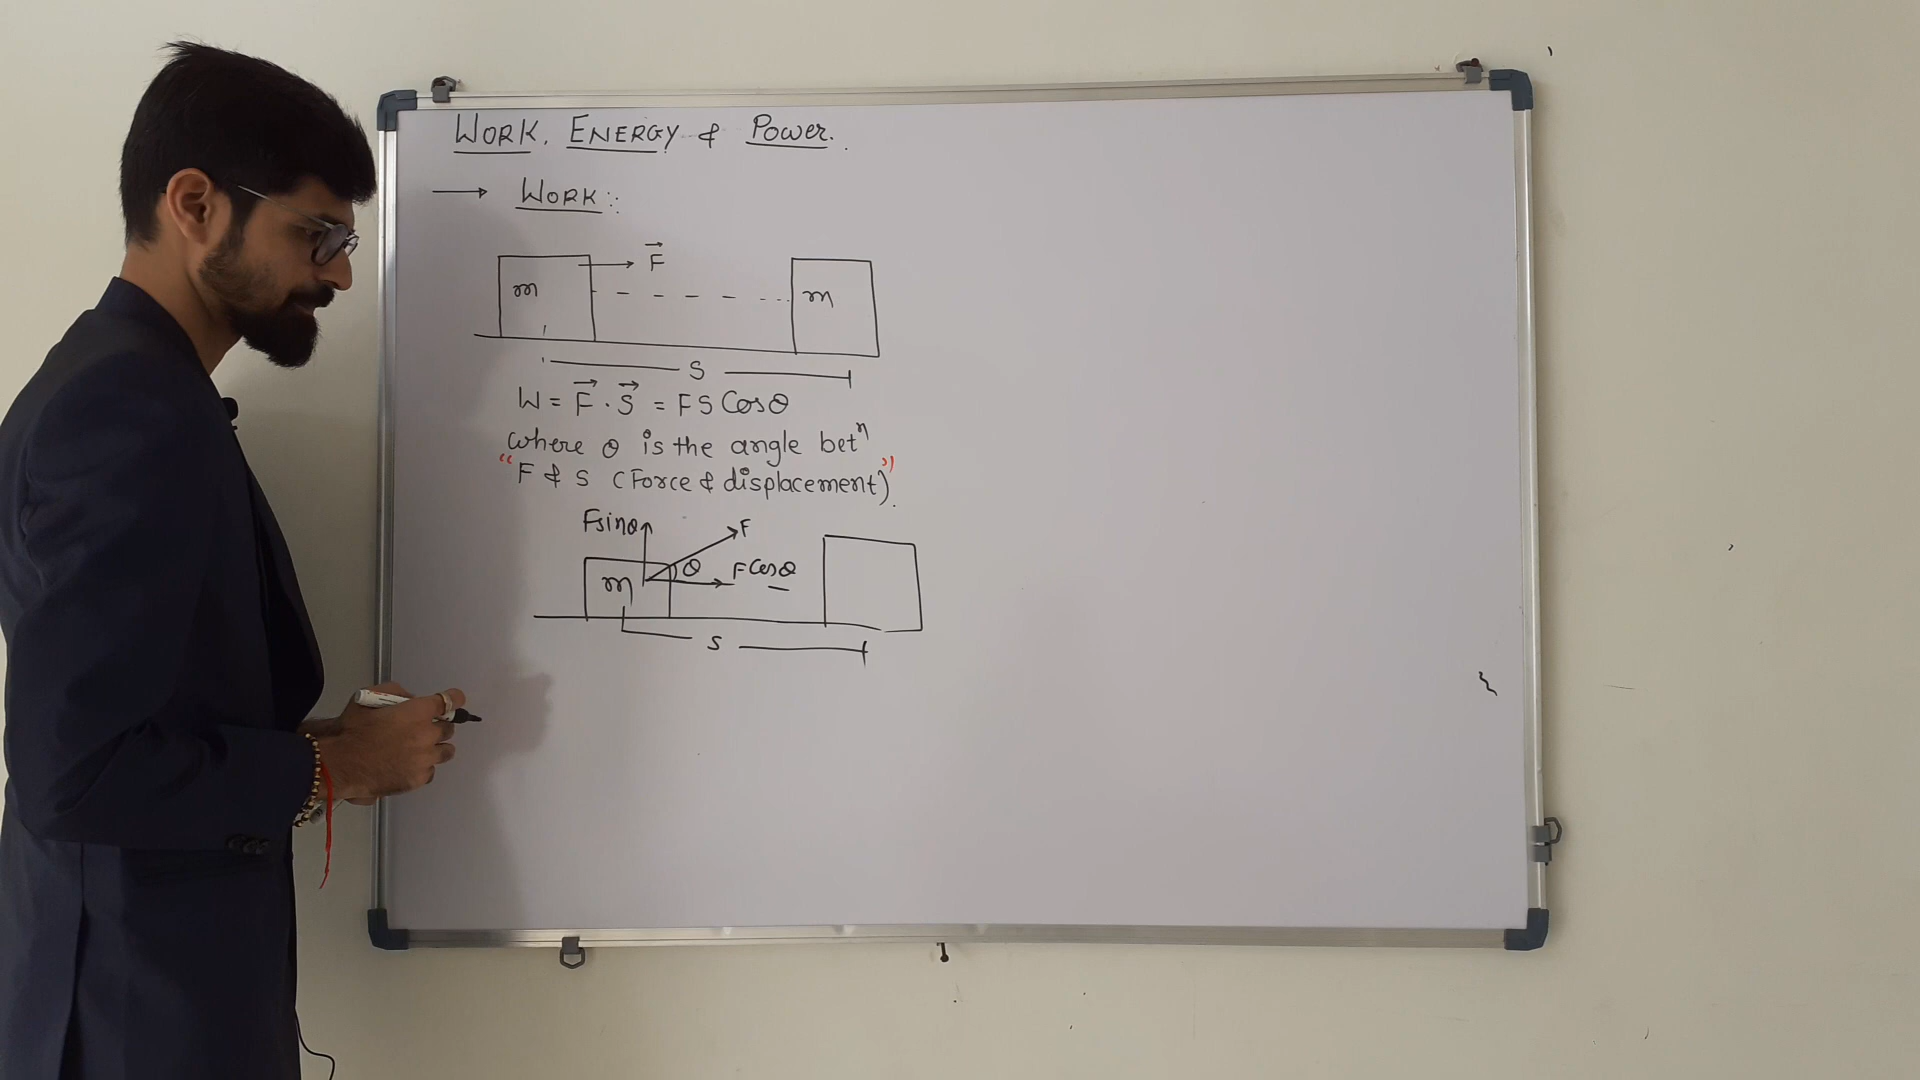 WORK, ENERGY & Power.
→ WORK :
F
m
m
S
W = F⃗ . S⃗ = F S Cosθ
where θ is the angle betⁿ
“F & S (Force & displacement)”.
Fsinθ
F
m
θ
FCosθ
S